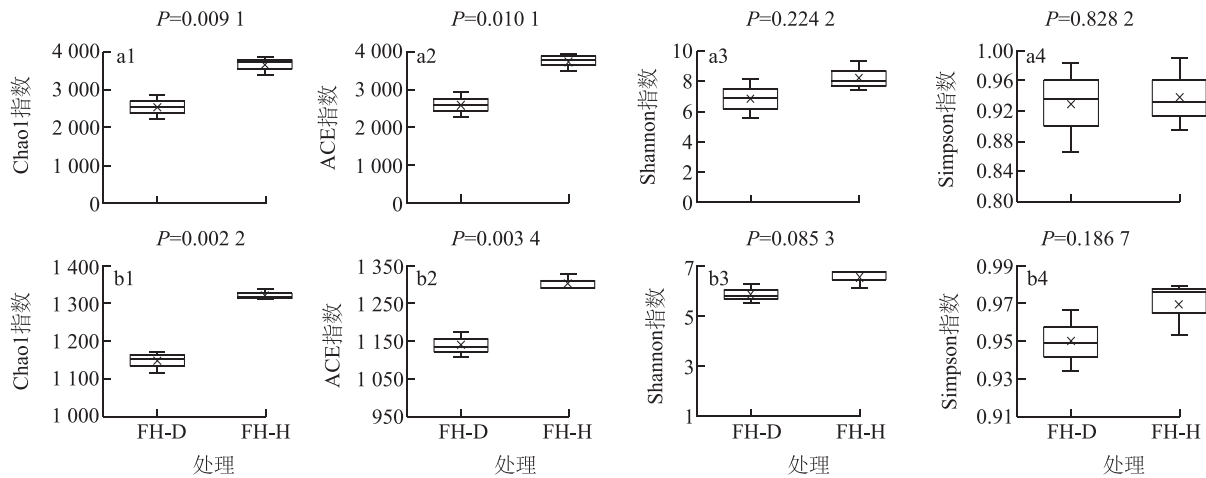 P=0.009 1
P=0.010 1
P=0.224 2
P=0.828 2
a1
Chao1指数
4 000
3 000
2 000
1 000
0
a2
ACE指数
4 000
3 000
2 000
1 000
0
a3
Shannon指数
10
8
6
4
2
0
a4
Simpson指数
1.00
0.96
0.92
0.88
0.84
0.80
P=0.002 2
P=0.003 4
P=0.085 3
P=0.186 7
b1
Chao1指数
1 400
1 300
1 200
1 100
1 000
FH-D FH-H
处理
b2
ACE指数
1 350
1 250
1 150
1 050
950
FH-D FH-H
处理
b3
Shannon指数
7
5
3
1
FH-D FH-H
处理
b4
Simpson指数
0.99
0.97
0.95
0.93
0.91
FH-D FH-H
处理